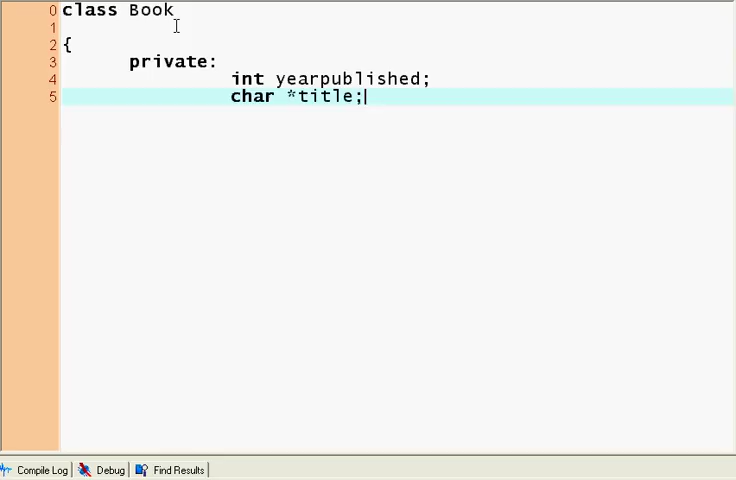 0 class Book
1
2 {
3 private:
4 int yearpublished;
5 char *title;
Compile Log Debug Find Results